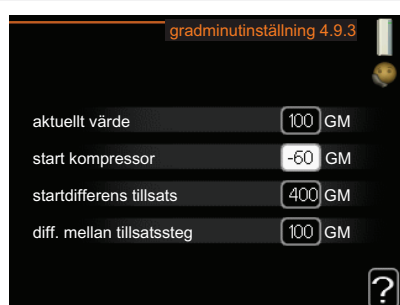 gradminutinställning 4.9.3
aktuellt värde 100 GM
start kompressor -60 GM
startdifferens tillsats 400 GM
diff. mellan tillsatssteg 100 GM
?